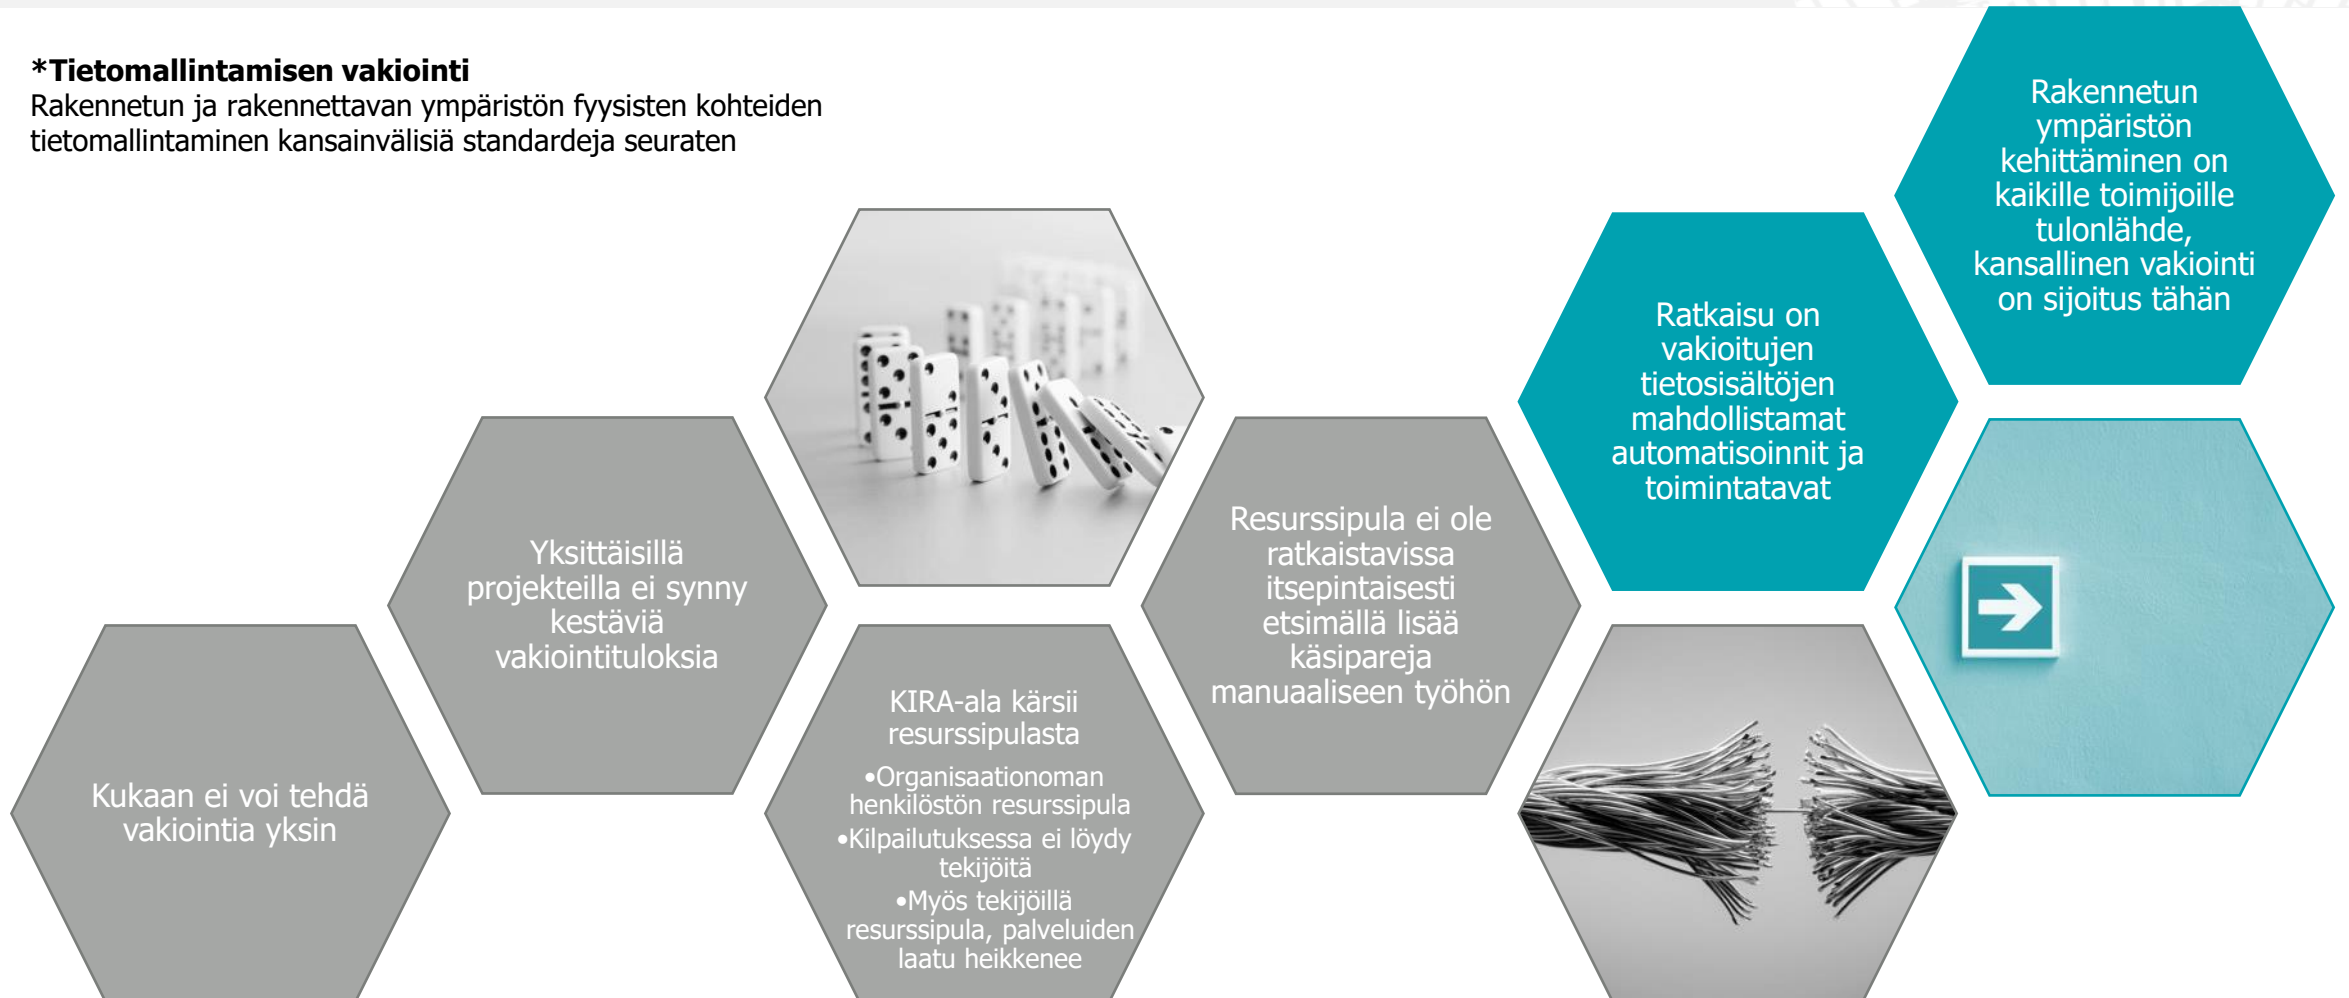 *Tietomallintamisen vakiointi
Rakennetun ja rakennettavan ympäristön fyysisten kohteiden
tietomallintaminen kansainvälisiä standardeja seuraten
Kukaan ei voi tehdä
vakiointia yksin
Yksittäisillä
projekteilla ei synny
kestäviä
vakiointituloksia
KIRA-ala kärsii
resurssipulasta
•Organisaationoman
henkilöstön resurssipula
•Kilpailutuksessa ei löydy
tekijöitä
•Myös tekijöillä
resurssipula, palveluiden
laatu heikkenee
Resurssipula ei ole
ratkaistavissa
itsepintaisesti
etsimällä lisää
käsipareja
manuaaliseen työhön
Ratkaisu on
vakioitujen
tietosisältöjen
mahdollistamat
automatisoinnit ja
toimintatavat
Rakennetun
ympäristön
kehittäminen on
kaikille toimijoille
tulonlähde,
kansallinen vakiointi
on sijoitus tähän